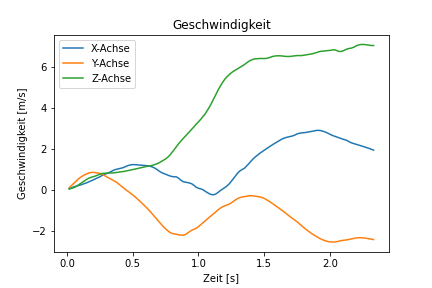 Geschwindigkeit
X-Achse
Y-Achse
Z-Achse
Geschwindigkeit [m/s]
6
4
2
0
−2
0.0 0.5 1.0 1.5 2.0
Zeit [s]